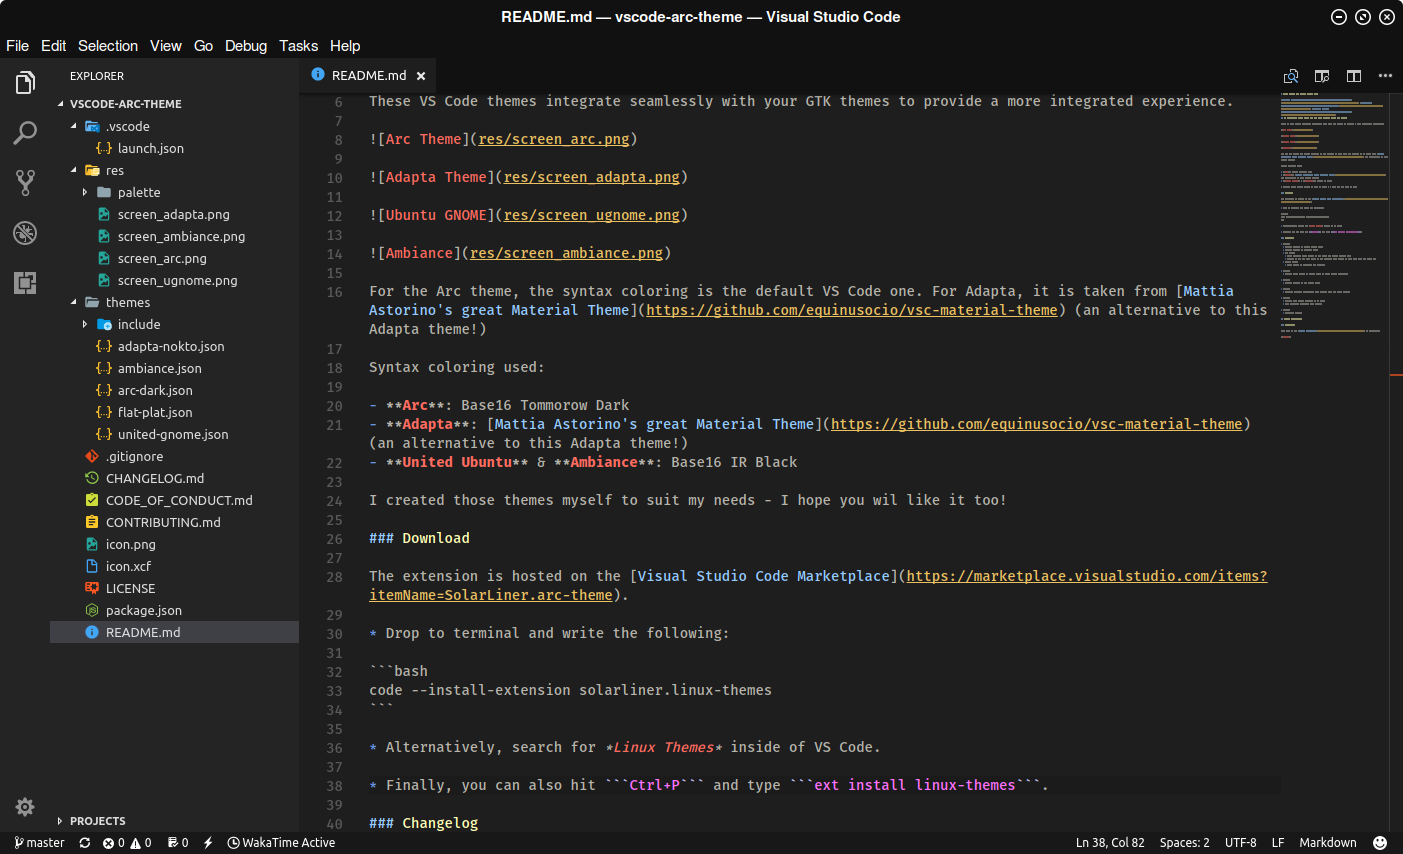 README.md — vscode-arc-theme — Visual Studio Code
File Edit Selection View Go Debug Tasks Help
EXPLORER
VSCODE-ARC-THEME
.vscode
launch.json
res
palette
screen_adapta.png
screen_ambiance.png
screen_arc.png
screen_ugnome.png
themes
include
adapta-nokto.json
ambiance.json
arc-dark.json
flat-plat.json
united-gnome.json
.gitignore
CHANGELOG.md
CODE_OF_CONDUCT.md
CONTRIBUTING.md
icon.png
icon.xcf
LICENSE
package.json
README.md
PROJECTS
README.md ×
6 These VS Code themes integrate seamlessly with your GTK themes to provide a more integrated experience.
7
8 ![Arc Theme](res/screen_arc.png)
9
10 ![Adapta Theme](res/screen_adapta.png)
11
12 ![Ubuntu GNOME](res/screen_ugnome.png)
13
14 ![Ambiance](res/screen_ambiance.png)
15
16 For the Arc theme, the syntax coloring is the default VS Code one. For Adapta, it is taken from [Mattia
Astorino's great Material Theme](https://github.com/equinusocio/vsc-material-theme) (an alternative to this
Adapta theme!)
17
18 Syntax coloring used:
19
20 - **Arc**: Base16 Tommorow Dark
21 - **Adapta**: [Mattia Astorino's great Material Theme](https://github.com/equinusocio/vsc-material-theme)
(an alternative to this Adapta theme!)
22 - **United Ubuntu** & **Ambiance**: Base16 IR Black
23
24 I created those themes myself to suit my needs - I hope you wil like it too!
25
26 ### Download
27
28 The extension is hosted on the [Visual Studio Code Marketplace](https://marketplace.visualstudio.com/items?
itemName=SolarLiner.arc-theme).
29
30 * Drop to terminal and write the following:
31
32 ```bash
33 code --install-extension solarliner.linux-themes
34 ```
35
36 * Alternatively, search for *Linux Themes* inside of VS Code.
37
38 * Finally, you can also hit ```Ctrl+P``` and type ```ext install linux-themes```.
39
40 ### Changelog
master 0 0 0 WakaTime Active Ln 38, Col 82 Spaces: 2 UTF-8 LF Markdown